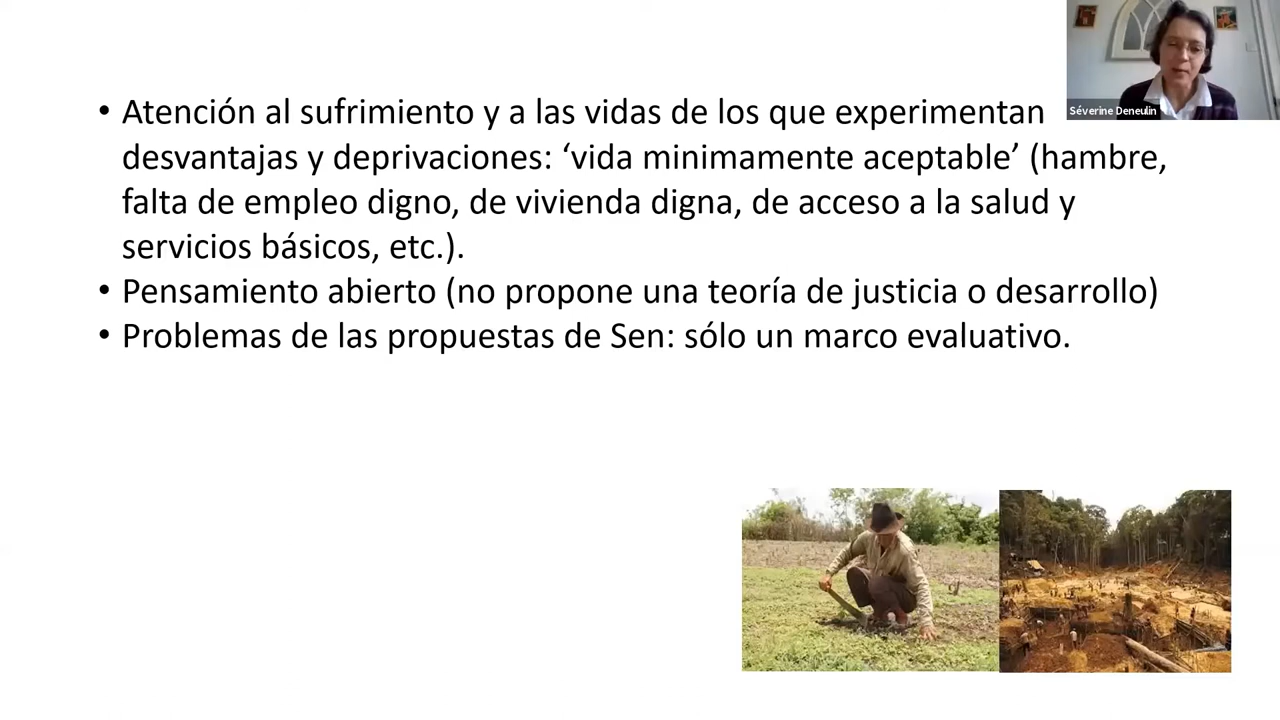 • Atención al sufrimiento y a las vidas de los que experimentan
desventajas y deprivaciones: ‘vida minimamente aceptable’ (hambre,
falta de empleo digno, de vivienda digna, de acceso a la salud y
servicios básicos, etc.).
• Pensamiento abierto (no propone una teoría de justicia o desarrollo)
• Problemas de las propuestas de Sen: sólo un marco evaluativo.
Séverine Deneulin